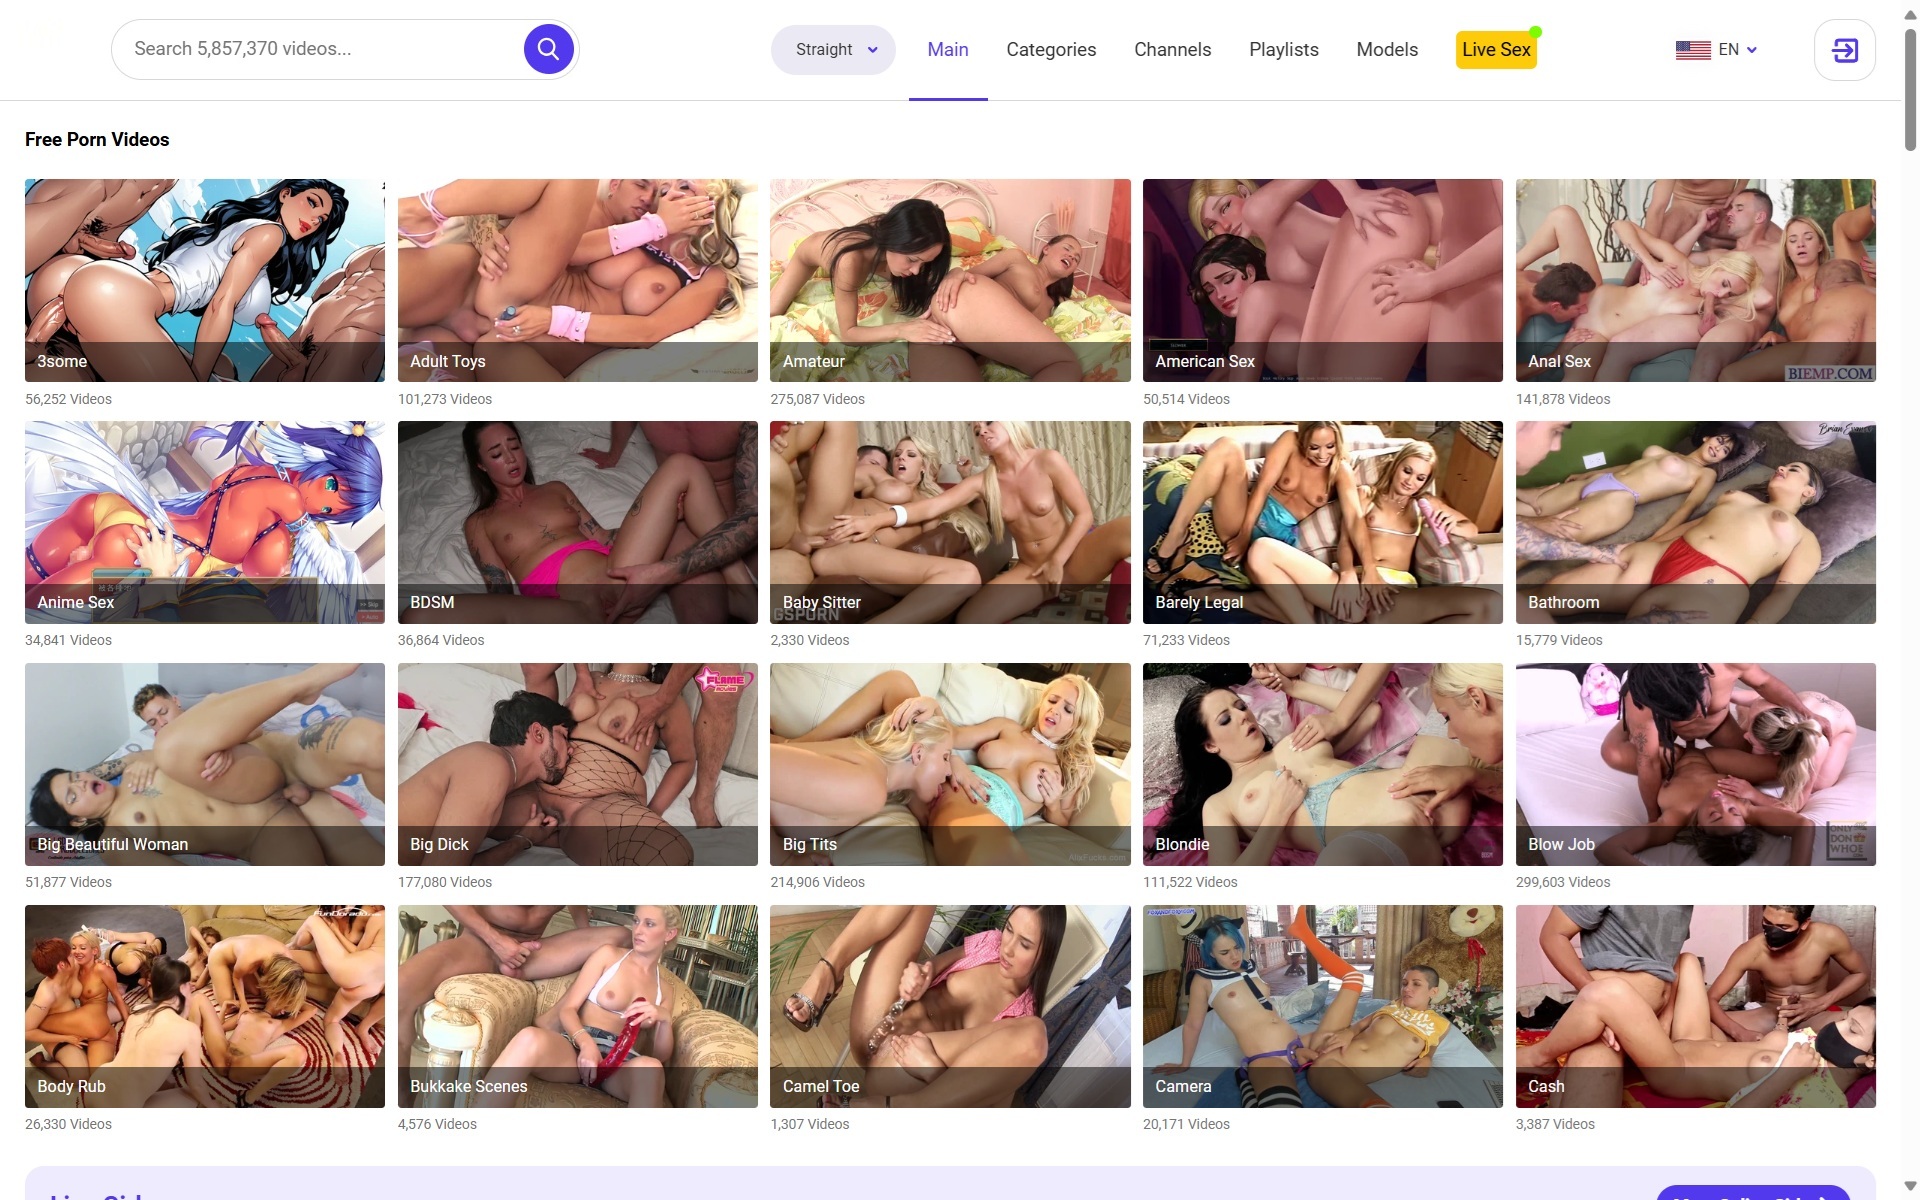 Search 5,857,370 videos...
Straight
Main
Categories
Channels
Playlists
Models
Live Sex
EN
Free Porn Videos
3some
Adult Toys
Amateur
American Sex
Anal Sex
BIEMP.COM
56,252 Videos
101,273 Videos
275,087 Videos
50,514 Videos
141,878 Videos
Brian Evans
Anime Sex
BDSM
Baby Sitter
GSPORN
Barely Legal
Bathroom
34,841 Videos
36,864 Videos
2,330 Videos
71,233 Videos
15,779 Videos
FLAME
MOVIES
Big Beautiful Woman
Big Dick
Big Tits
Blondie
Blow Job
ONLY
DON
WHOE
51,877 Videos
177,080 Videos
214,906 Videos
111,522 Videos
299,603 Videos
Body Rub
Bukkake Scenes
Camel Toe
Camera
Cash
26,330 Videos
4,576 Videos
1,307 Videos
20,171 Videos
3,387 Videos